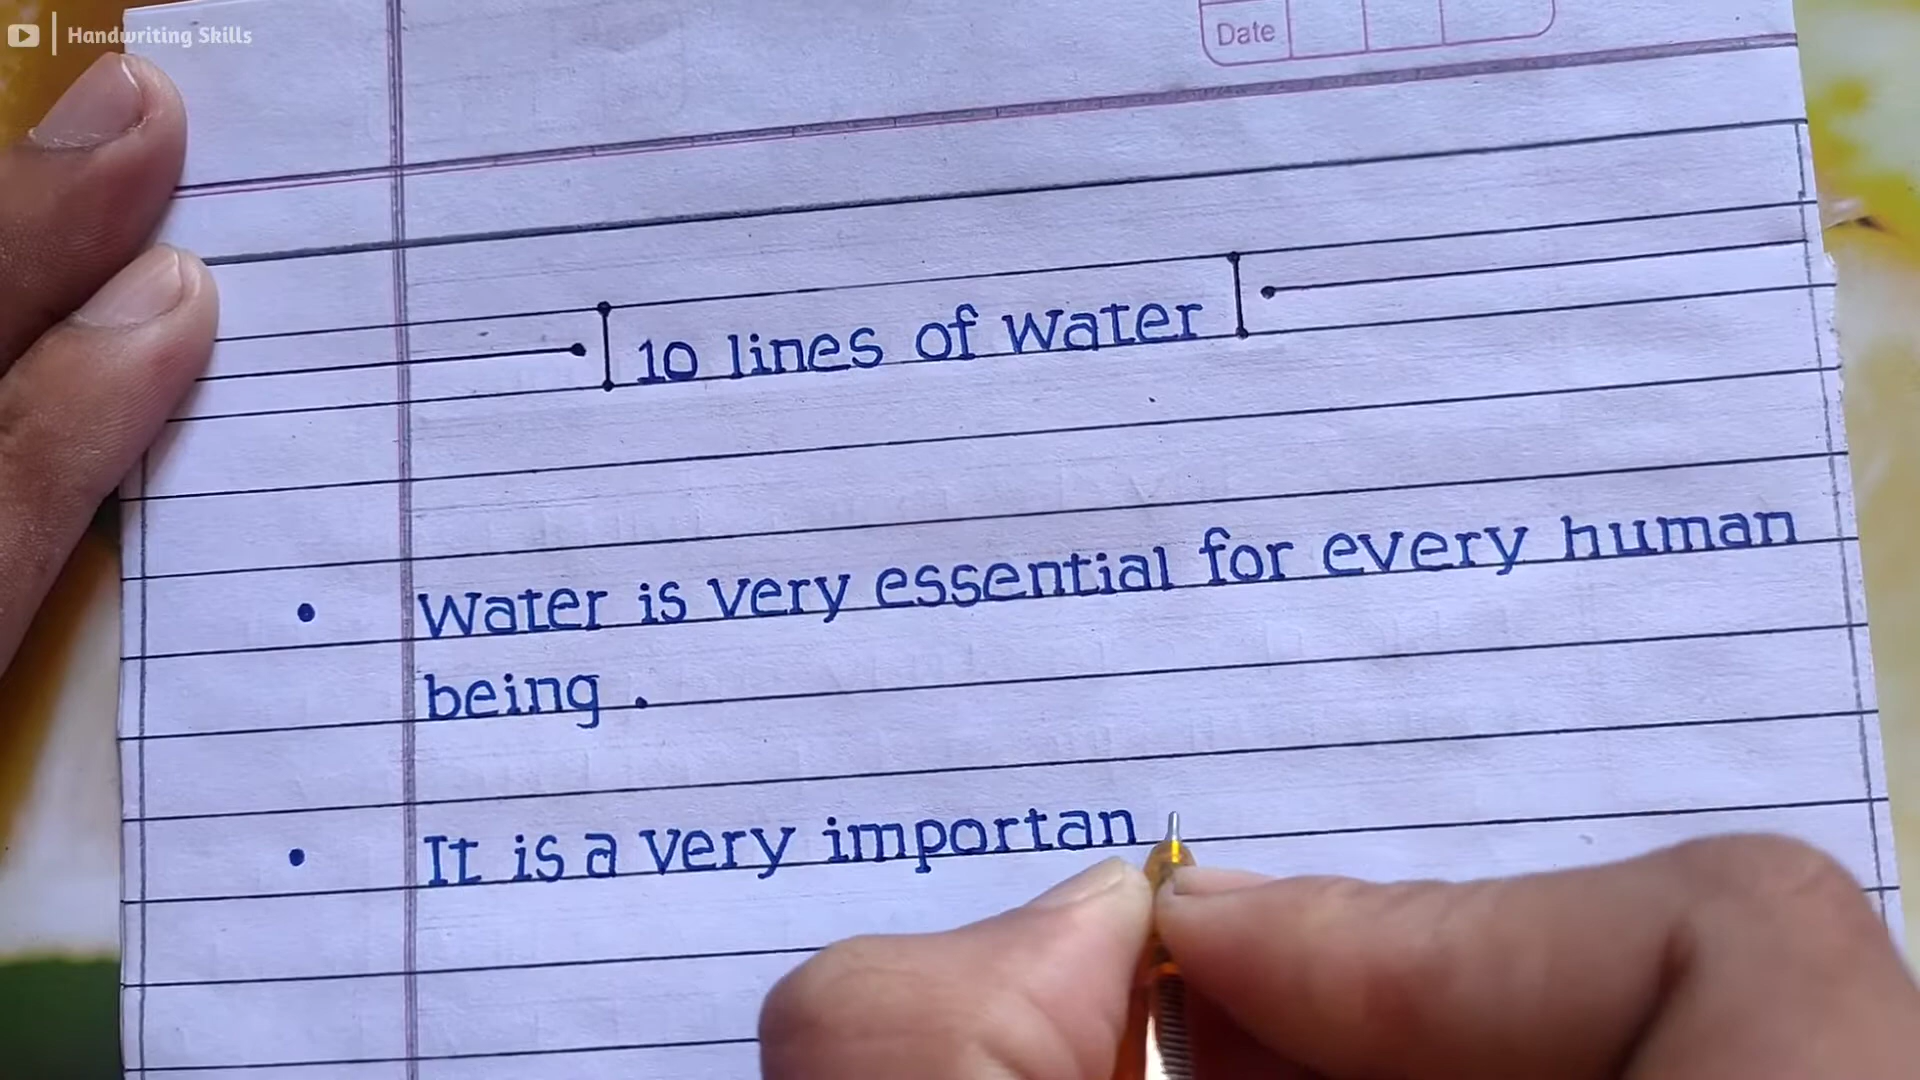 Handwriting Skills
Date
10 lines of water
• Water is very essential for every human
being .
• It is a very importan